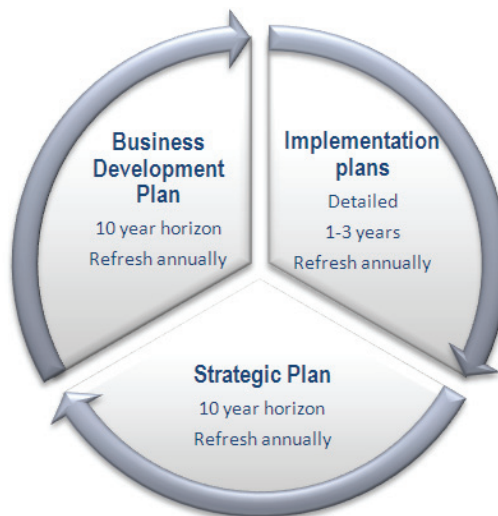 Business
Development
Plan
10 year horizon
Refresh annually
Implementation
plans
Detailed
1-3 years
Refresh annually
Strategic Plan
10 year horizon
Refresh annually